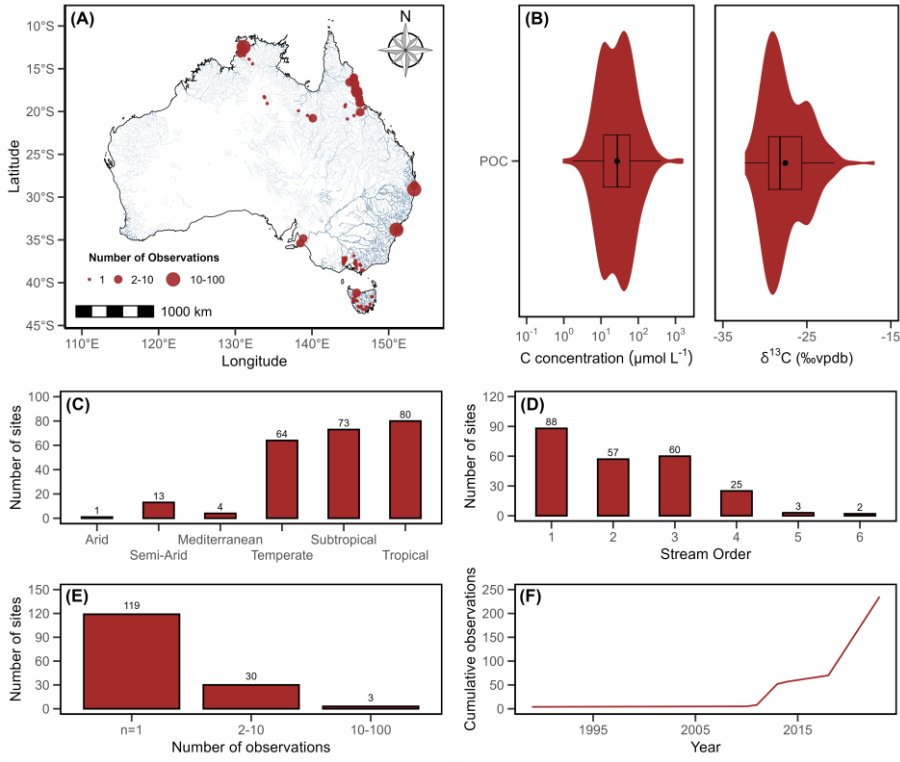 (A)
N
10°S
15°S
20°S
25°S
30°S
35°S
40°S
45°S
Latitude
Number of Observations
1 2-10 10-100
1000 km
110°E 120°E 130°E 140°E 150°E
Longitude
(B)
POC
10⁻¹ 10⁰ 10¹ 10² 10³
C concentration (µmol L⁻¹)
-35 -25 -15
δ¹³C (‰vpdb)
(C)
Number of sites
100
80
60
40
20
0
1 13 4 64 73 80
Arid Mediterranean Subtropical
Semi-Arid Temperate Tropical
(D)
Number of sites
120
90
60
30
0
88 57 60 25 3 2
1 2 3 4 5 6
Stream Order
(E)
Number of sites
150
120
90
60
30
0
119 30 3
n=1 2-10 10-100
Number of observations
(F)
Cumulative observations
250
200
150
100
50
0
1995 2005 2015
Year